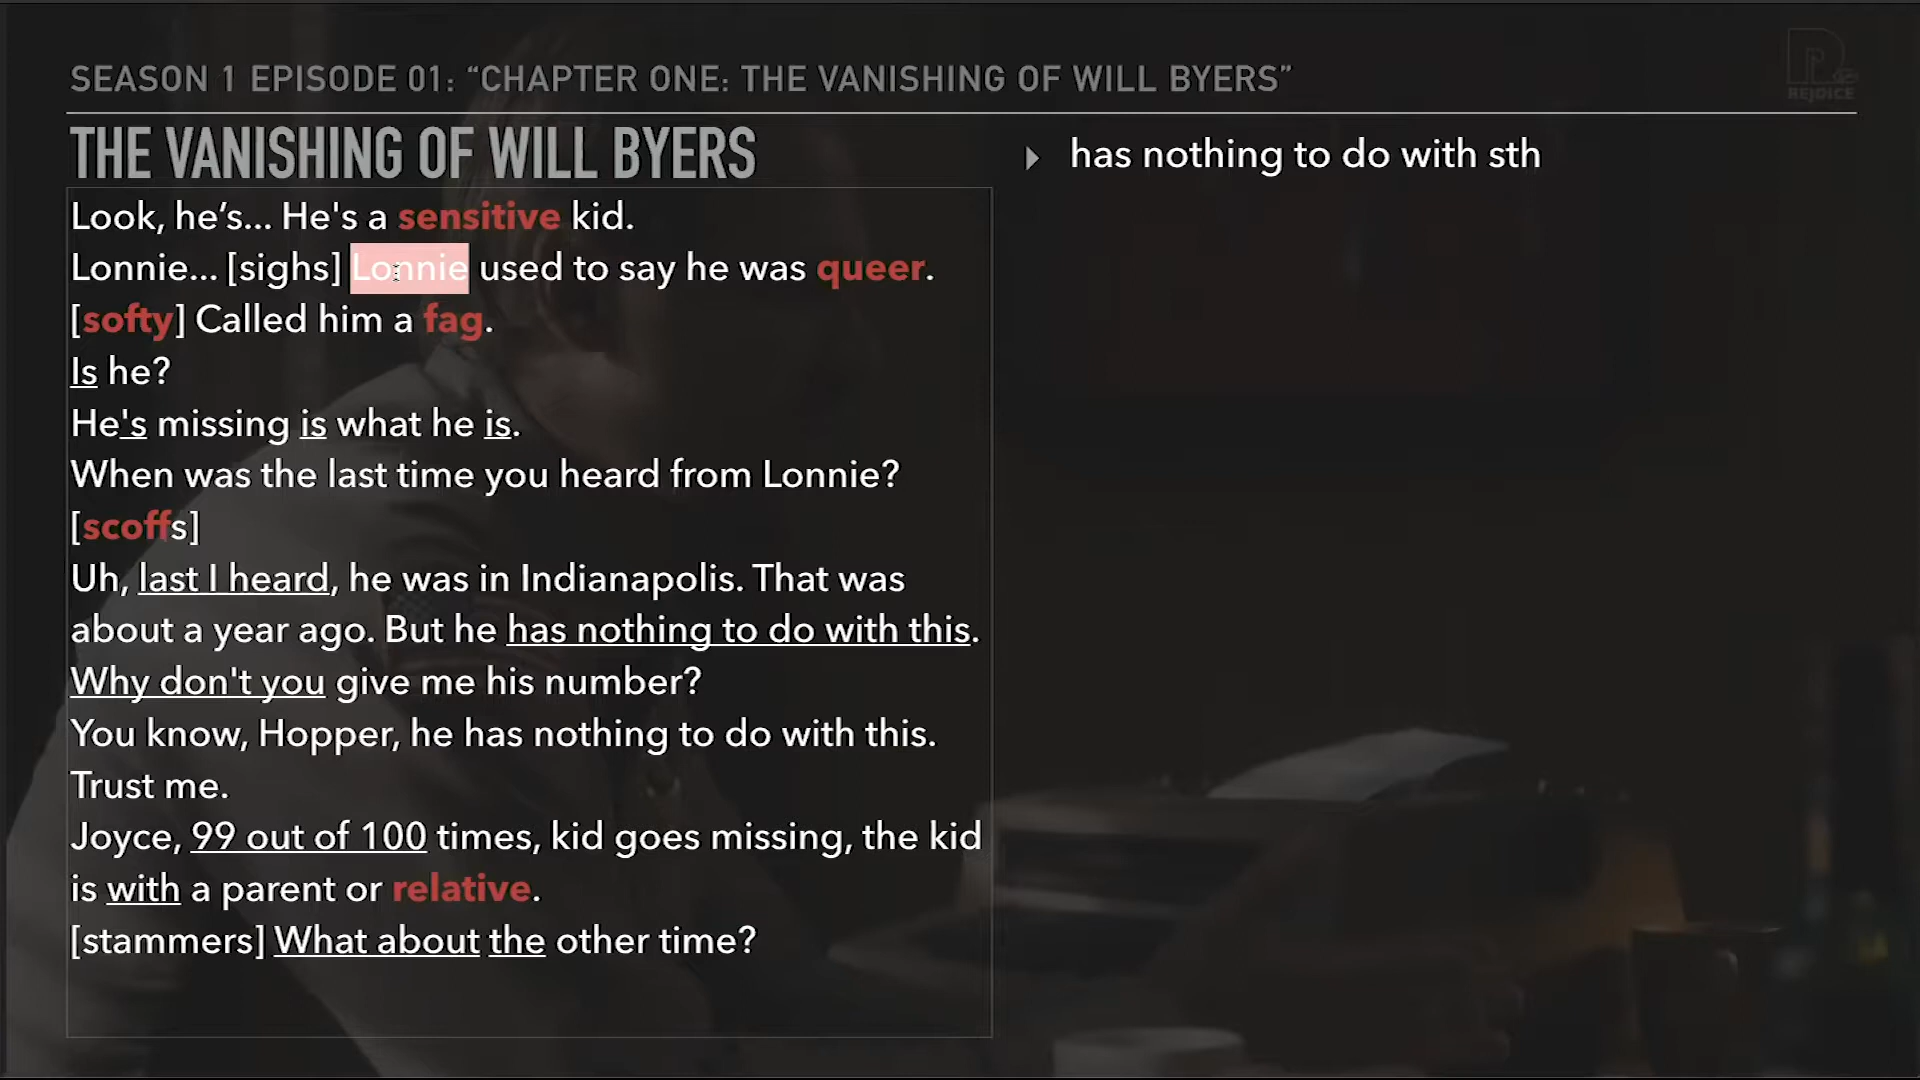 SEASON 1 EPISODE 01: “CHAPTER ONE: THE VANISHING OF WILL BYERS”
REJOICE
THE VANISHING OF WILL BYERS
Look, he’s... He's a sensitive kid.
Lonnie... [sighs] Lonnie used to say he was queer.
[softy] Called him a fag.
Is he?
He's missing is what he is.
When was the last time you heard from Lonnie?
[scoffs]
Uh, last I heard, he was in Indianapolis. That was
about a year ago. But he has nothing to do with this.
Why don't you give me his number?
You know, Hopper, he has nothing to do with this.
Trust me.
Joyce, 99 out of 100 times, kid goes missing, the kid
is with a parent or relative.
[stammers] What about the other time?
has nothing to do with sth